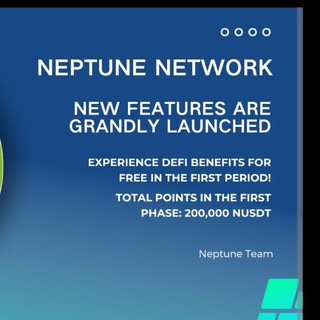 NEPTUNE NETWORK
NEW FEATURES ARE
GRANDLY LAUNCHED
EXPERIENCE DEFI BENEFITS FOR
FREE IN THE FIRST PERIOD!
TOTAL POINTS IN THE FIRST
PHASE: 200,000 NUSDT
Neptune Team